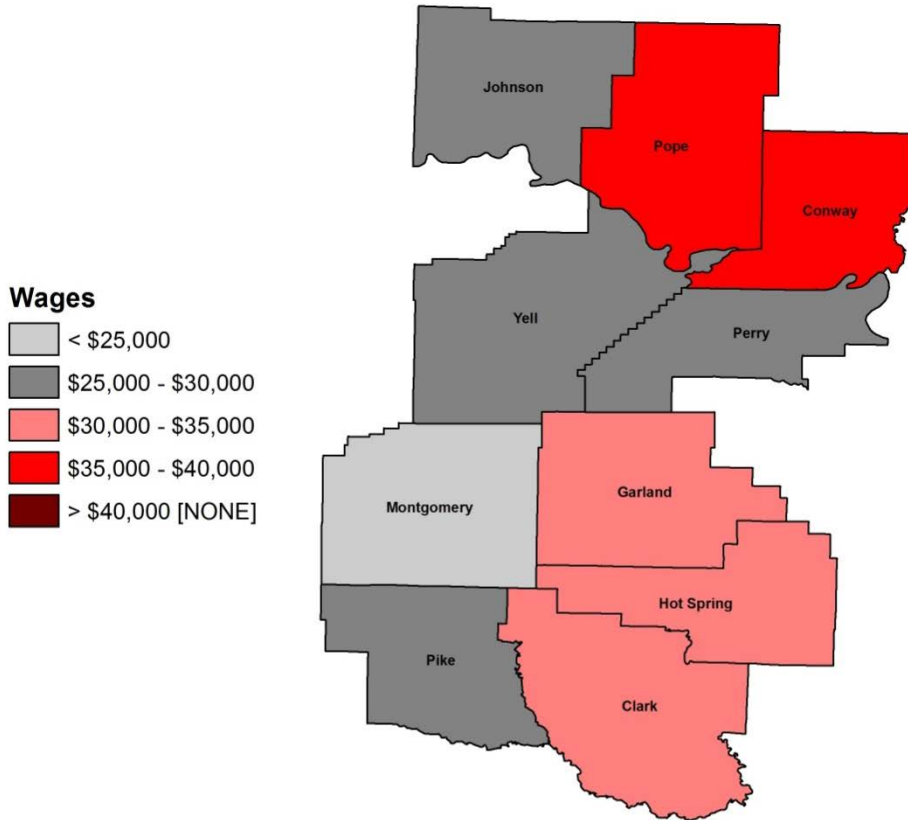 Johnson
Pope
Conway
Yell
Perry
Wages
< $25,000
$25,000 - $30,000
$30,000 - $35,000
$35,000 - $40,000
> $40,000 [NONE]
Montgomery
Garland
Hot Spring
Pike
Clark